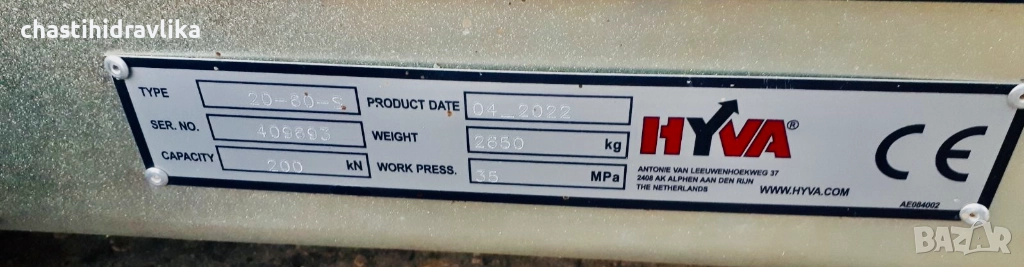 chastihidravlika
TYPE 20-60-S PRODUCT DATE 04_2022
SER. NO. 409693 WEIGHT 2650 kg
CAPACITY 200 kN WORK PRESS. 35 MPa
HYVA®
ANTONIE VAN LEEUWENHOEKWEG 37
2408 AK ALPHEN AAN DEN RIJN
THE NETHERLANDS WWW.HYVA.COM
CE
AE084002
BAZAR